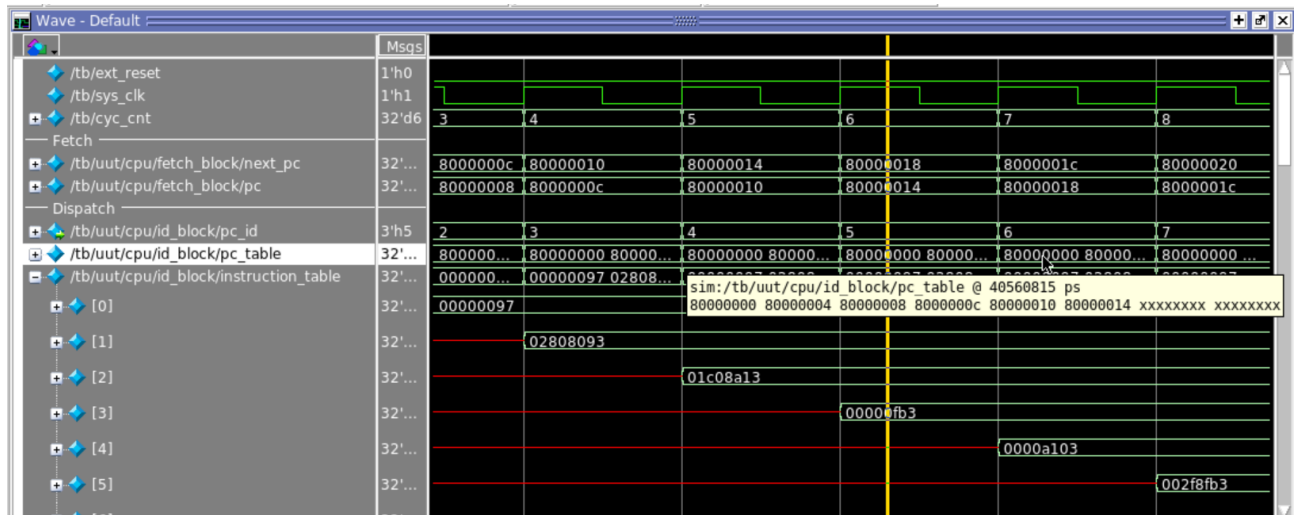 Wave - Default
Msgs
/tb/ext_reset 1'h0
/tb/sys_clk 1'h1
/tb/cyc_cnt 32'd6 3 4 5 6 7 8
Fetch
/tb/uut/cpu/fetch_block/next_pc 32'... 8000000c 80000010 80000014 80000018 8000001c 80000020
/tb/uut/cpu/fetch_block/pc 32'... 80000008 8000000c 80000010 80000014 80000018 8000001c
Dispatch
/tb/uut/cpu/id_block/pc_id 3'h5 2 3 4 5 6 7
/tb/uut/cpu/id_block/pc_table 32'... 800000... 80000000 80000... 80000000 80000... 80000000 80000... 80000000 80000... 80000000 ...
/tb/uut/cpu/id_block/instruction_table 32'... 000000... 00000097 02808...
sim:/tb/uut/cpu/id_block/pc_table @ 40560815 ps
80000000 80000004 80000008 8000000c 80000010 80000014 xxxxxxxx xxxxxxxx
[0] 32'... 00000097
[1] 32'... 02808093
[2] 32'... 01c08a13
[3] 32'... 00000fb3
[4] 32'... 0000a103
[5] 32'... 002f8fb3